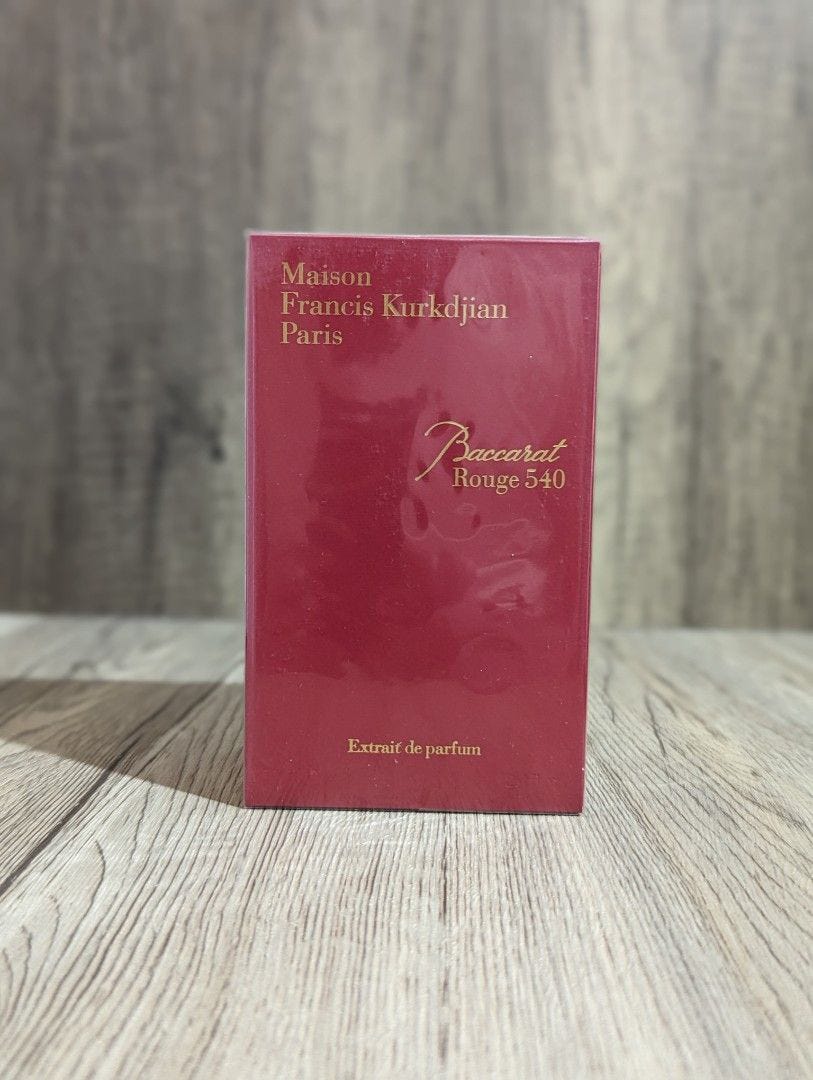 Maison
Francis Kurkdjian
Paris
Baccarat
Rouge 540
Extrait de parfum